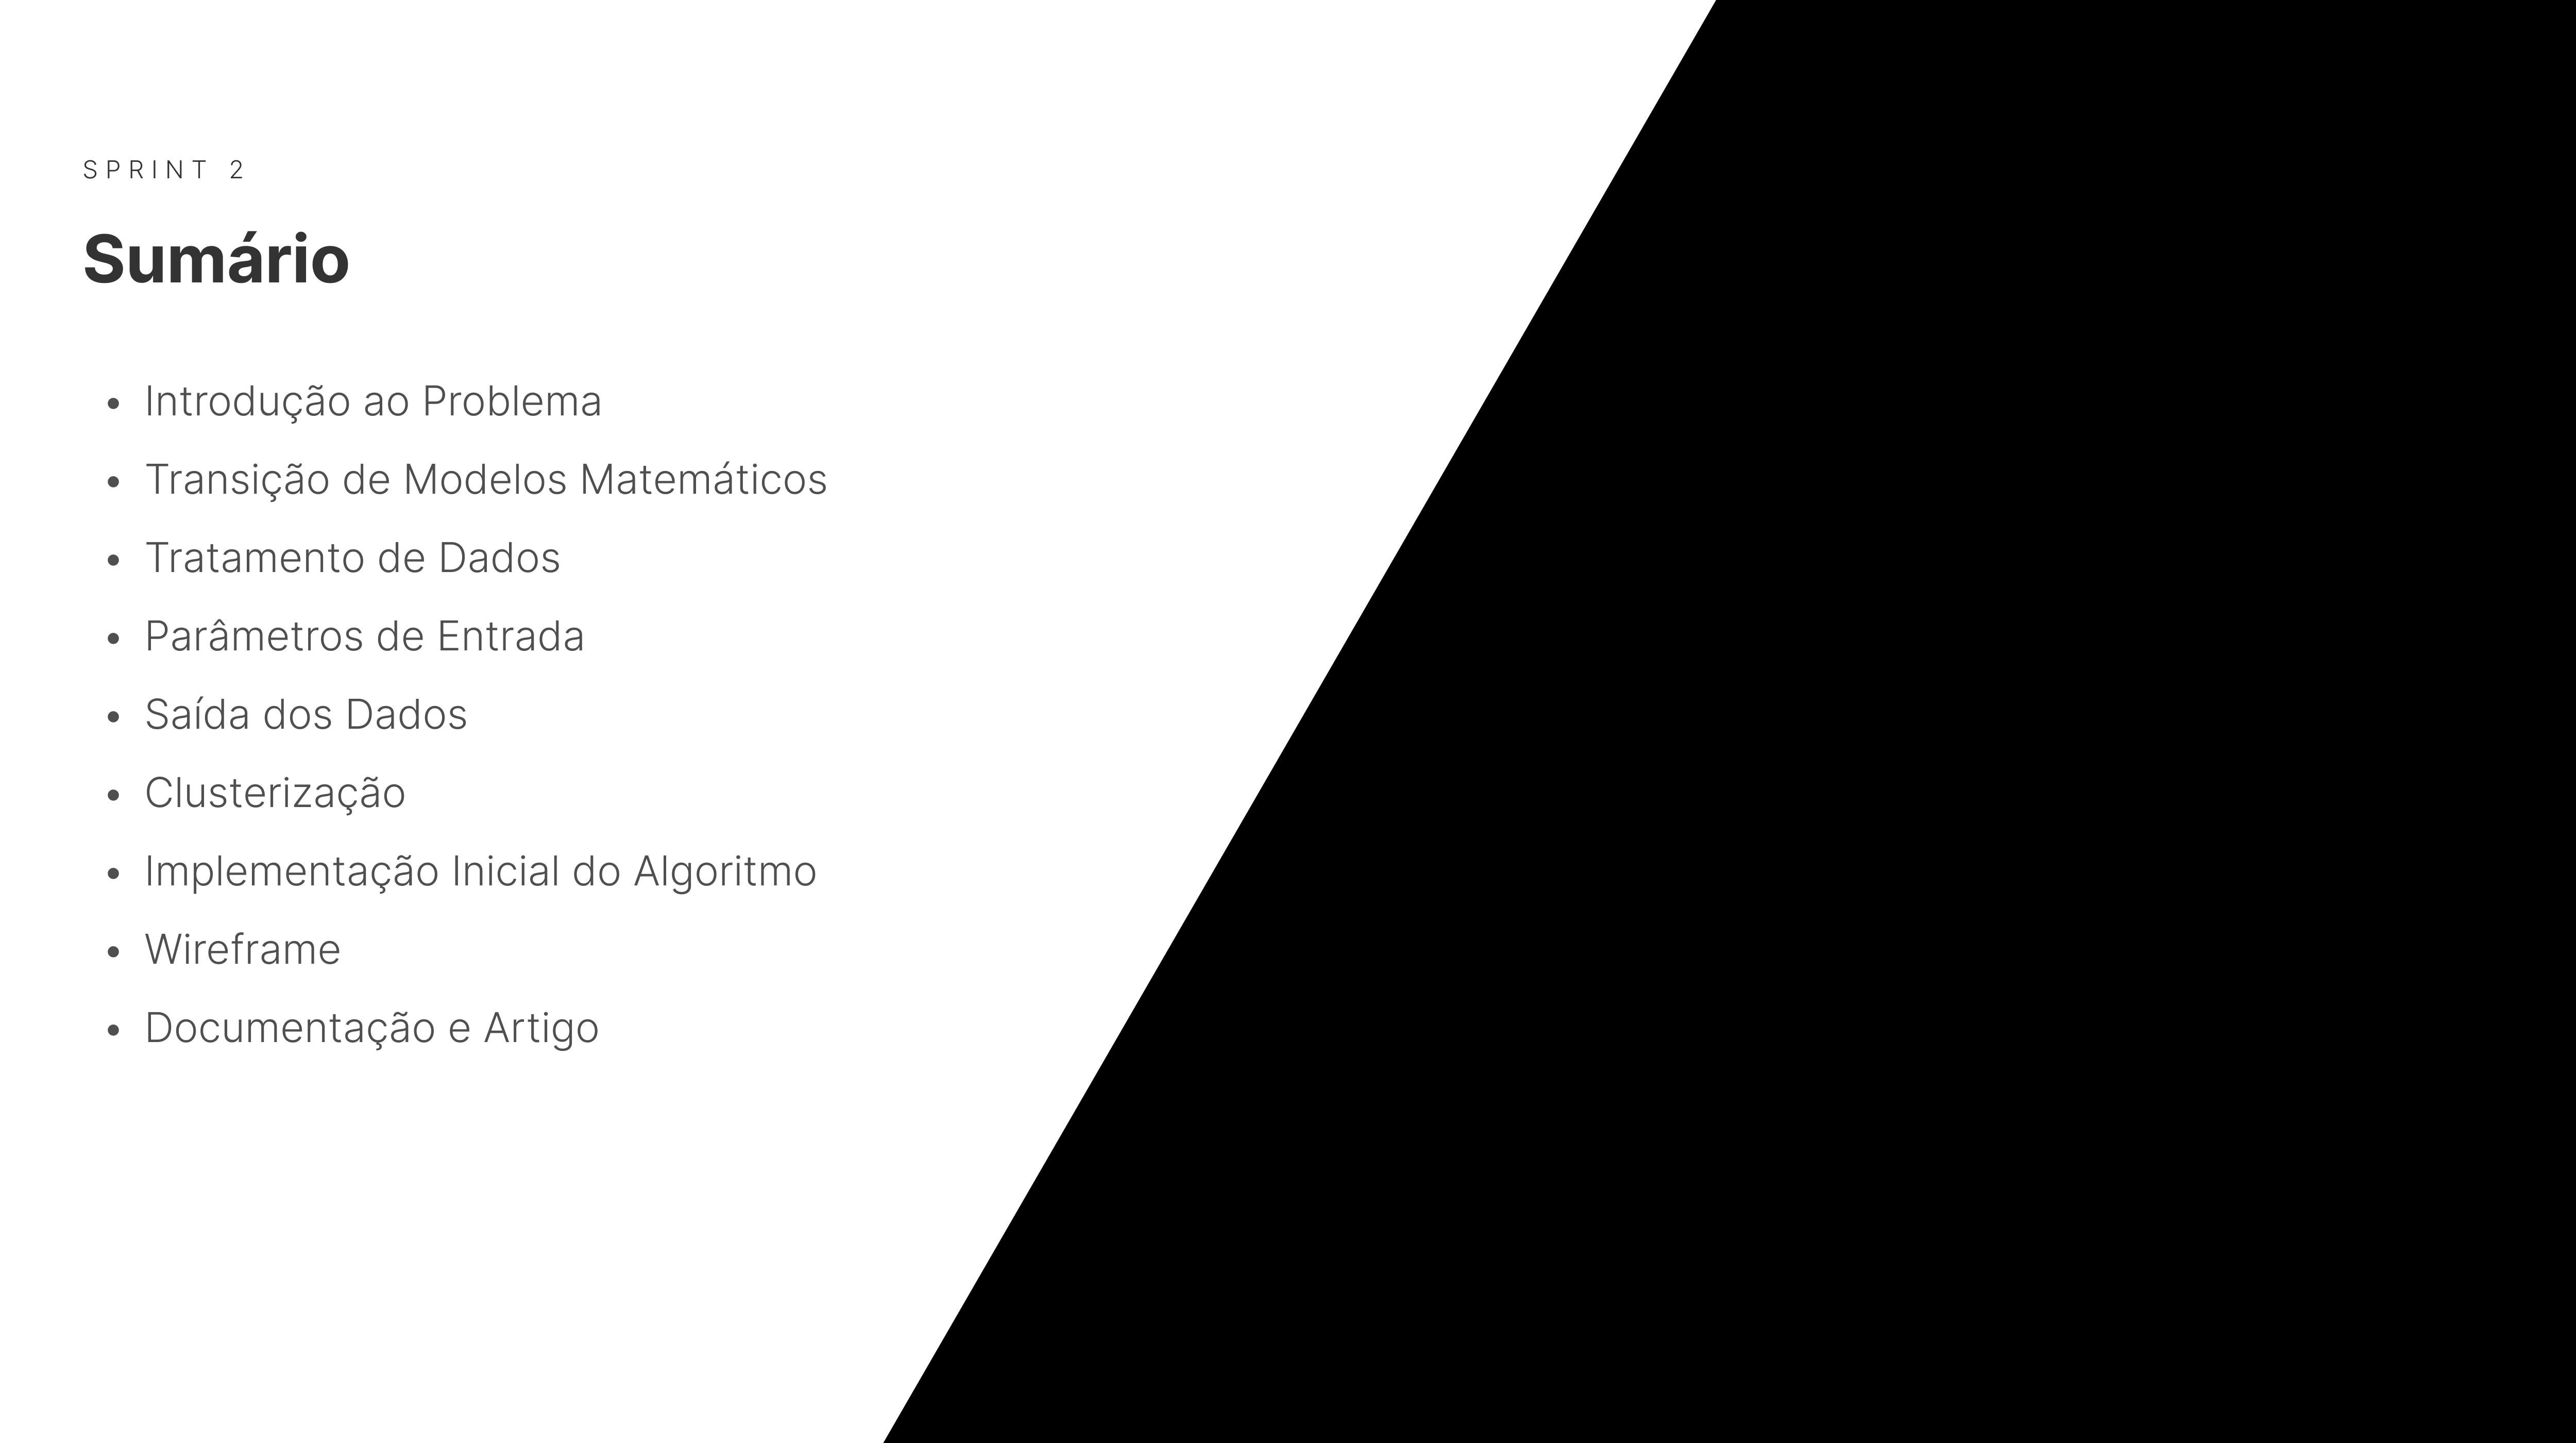 SPRINT 2
Sumário
• Introdução ao Problema
• Transição de Modelos Matemáticos
• Tratamento de Dados
• Parâmetros de Entrada
• Saída dos Dados
• Clusterização
• Implementação Inicial do Algoritmo
• Wireframe
• Documentação e Artigo